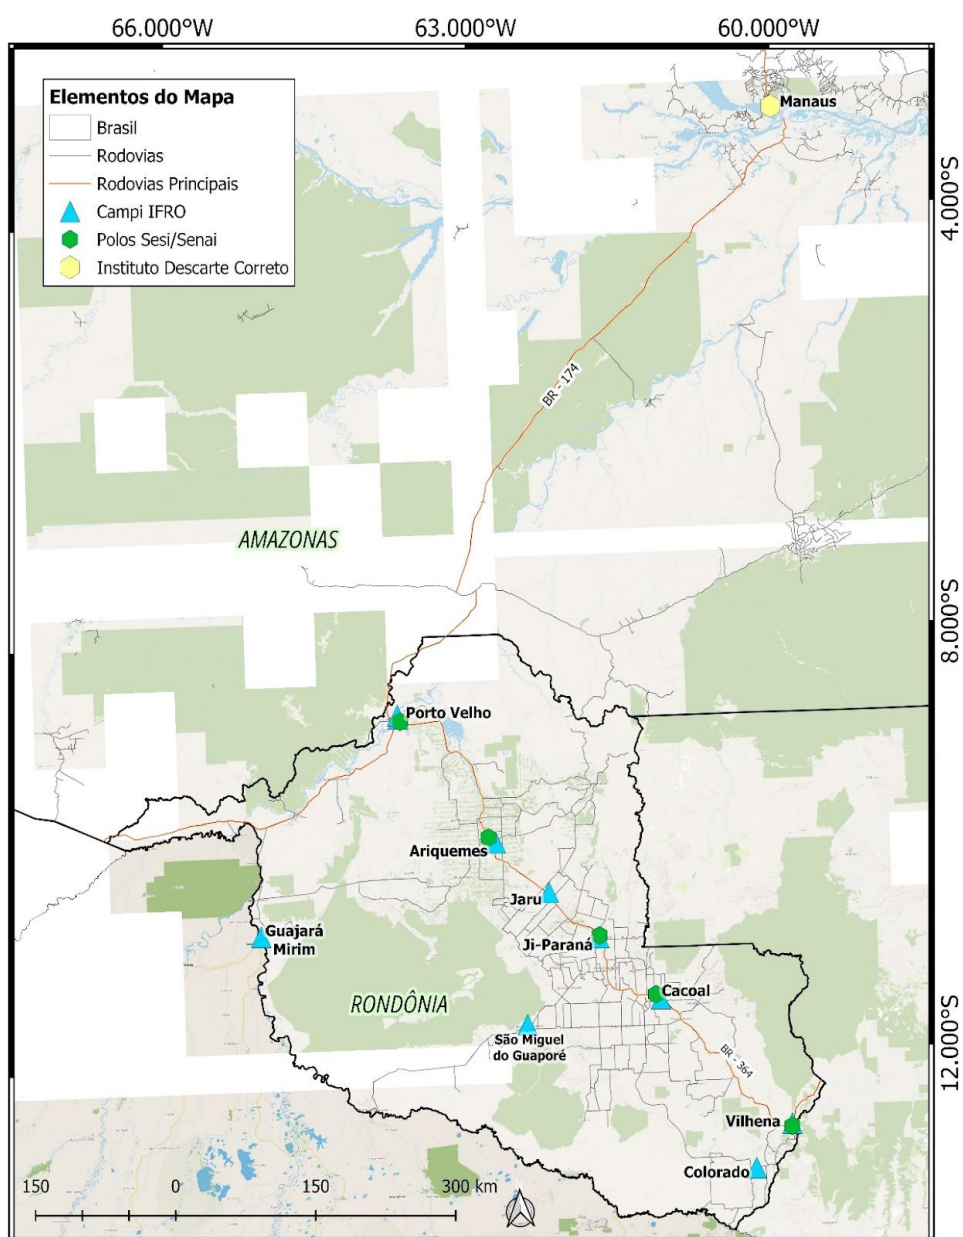 66.000°W 63.000°W 60.000°W
Elementos do Mapa
Brasil
Rodovias
Rodovias Principais
Campi IFRO
Polos Sesi/Senai
Instituto Descarte Correto
Manaus
4.000°S
BR - 174
AMAZONAS
8.000°S
Porto Velho
Ariquemes
Jaru
Guajará
Mirim
Ji-Paraná
Cacoal
RONDÔNIA
São Miguel
do Guaporé
12.000°S
BR - 364
Vilhena
Colorado
150 0 150 300 km